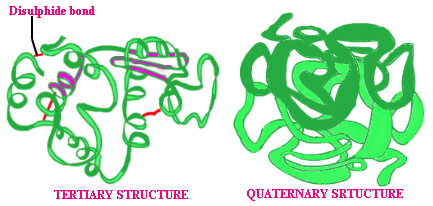 Disulphide bond
TERTIARY STRUCTURE
QUATERNARY SRTUCTURE